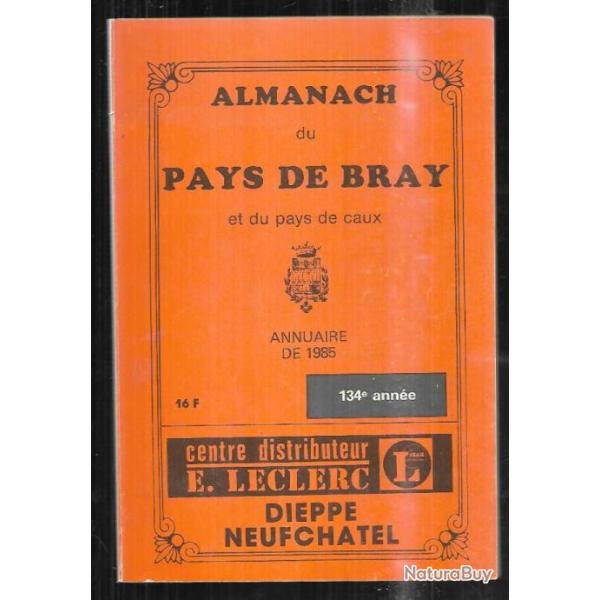 ALMANACH
du
PAYS DE BRAY
et du pays de caux
ANNUAIRE
DE 1985
16 F
134e année
centre distributeur
E. LECLERC
L
DIEPPE
NEUFCHATEL
NaturaBuy